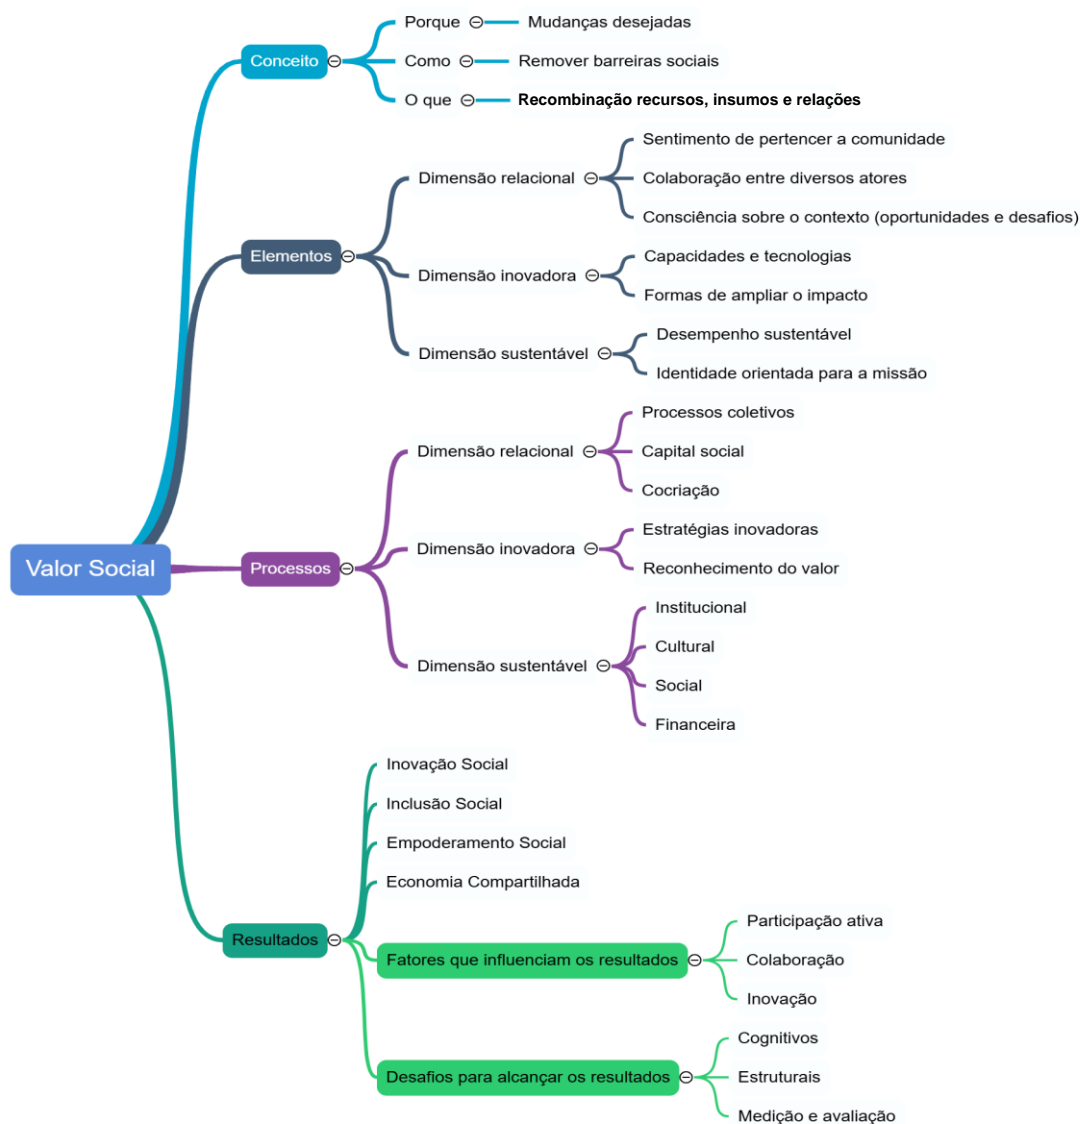 Valor Social
Conceito
Porque
Mudanças desejadas
Como
Remover barreiras sociais
O que
Recombinação recursos, insumos e relações
Elementos
Dimensão relacional
Sentimento de pertencer a comunidade
Colaboração entre diversos atores
Consciência sobre o contexto (oportunidades e desafios)
Dimensão inovadora
Capacidades e tecnologias
Formas de ampliar o impacto
Dimensão sustentável
Desempenho sustentável
Identidade orientada para a missão
Processos
Dimensão relacional
Processos coletivos
Capital social
Cocriação
Dimensão inovadora
Estratégias inovadoras
Reconhecimento do valor
Dimensão sustentável
Institucional
Cultural
Social
Financeira
Resultados
Inovação Social
Inclusão Social
Empoderamento Social
Economia Compartilhada
Fatores que influenciam os resultados
Participação ativa
Colaboração
Inovação
Desafios para alcançar os resultados
Cognitivos
Estruturais
Medição e avaliação